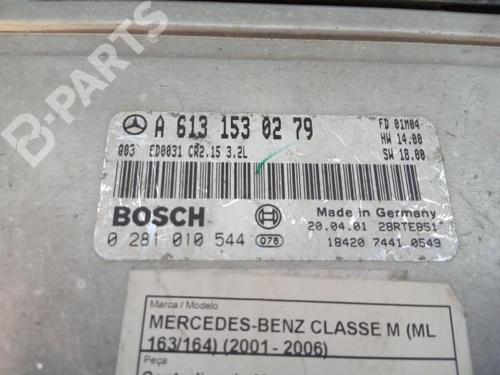 B-PARTS
A 613 153 02 79
FD 01M04
Q03 ED0031 CR2.15 3.2L
HW 14.00
SW 18.00
BOSCH
Made in Germany
0 281 010 544 078
20.04.01 28RTE851
18420 7441 0549
Marca / Modelo
MERCEDES-BENZ CLASSE M (ML
163/164) (2001 - 2006)
Peça